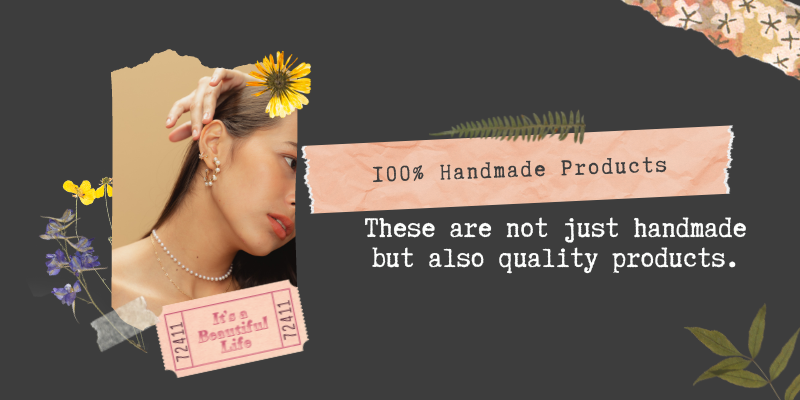 100% Handmade Products
These are not just handmade
but also quality products.
72411
It's a
Beautiful
Life
72411